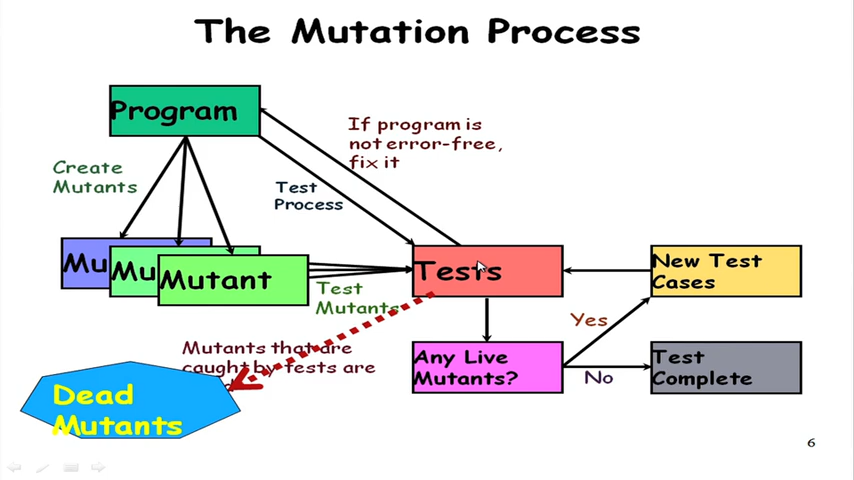 The Mutation Process
Program
If program is
not error-free,
fix it
Create
Mutants
Test
Process
Mu
Mu
Mutant
Tests
New Test
Cases
Test
Mutants
Yes
Mutants that are
caught by tests are
Any Live
Mutants?
No
Test
Complete
Dead
Mutants
6